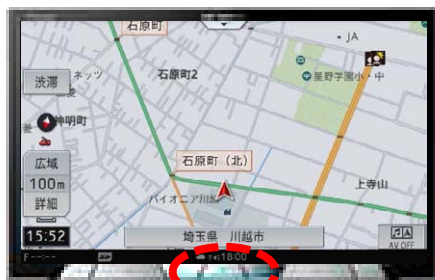 石原町
JA
渋滞
ネッツ
石原町2
星野学園小・中
神明町
広域
石原町（北）
100m
詳細
パイオニア川
上寺山
15:52
埼玉県 川越市
AV OFF
18:00